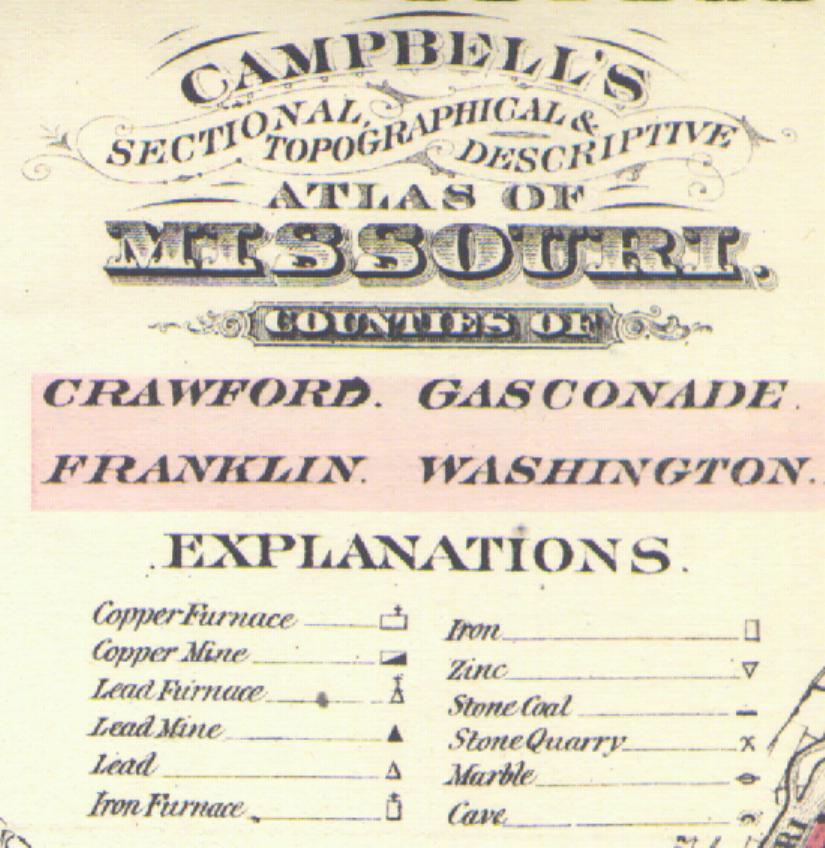 CAMPBELL'S
SECTIONAL, TOPOGRAPHICAL & DESCRIPTIVE
ATLAS OF
MISSOURI.
COUNTIES OF
CRAWFORD. GASCONADE.
FRANKLIN. WASHINGTON.
EXPLANATIONS.
Copper Furnace
Copper Mine
Lead Furnace
Lead Mine
Lead
Iron Furnace
Iron
Zinc
Stone Coal
Stone Quarry
Marble
Cave
RI